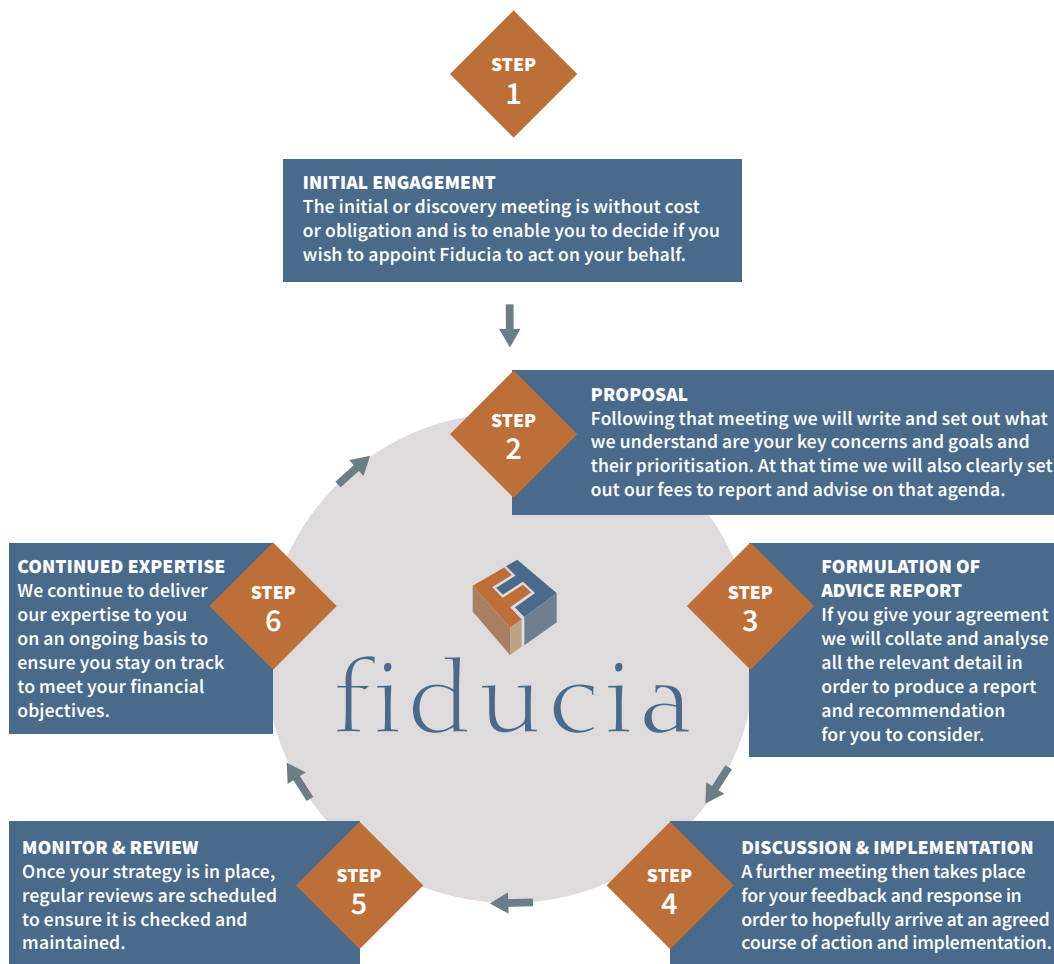 STEP
1
INITIAL ENGAGEMENT
The initial or discovery meeting is without cost
or obligation and is to enable you to decide if you
wish to appoint Fiducia to act on your behalf.
STEP
2
PROPOSAL
Following that meeting we will write and set out what
we understand are your key concerns and goals and
their prioritisation. At that time we will also clearly set
out our fees to report and advise on that agenda.
STEP
3
FORMULATION OF
ADVICE REPORT
If you give your agreement
we will collate and analyse
all the relevant detail in
order to produce a report
and recommendation
for you to consider.
STEP
4
DISCUSSION & IMPLEMENTATION
A further meeting then takes place
for your feedback and response in
order to hopefully arrive at an agreed
course of action and implementation.
STEP
5
MONITOR & REVIEW
Once your strategy is in place,
regular reviews are scheduled
to ensure it is checked and
maintained.
STEP
6
CONTINUED EXPERTISE
We continue to deliver
our expertise to you
on an ongoing basis to
ensure you stay on track
to meet your financial
objectives.
fiducia